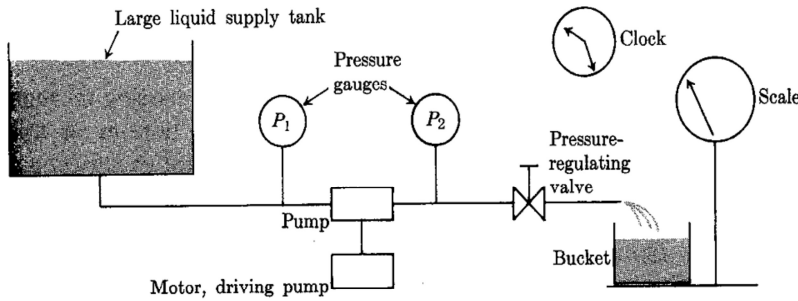 Large liquid supply tank
Clock
Pressure
gauges
Scale
P1
P2
Pressure-
regulating
valve
Pump
Bucket
Motor, driving pump